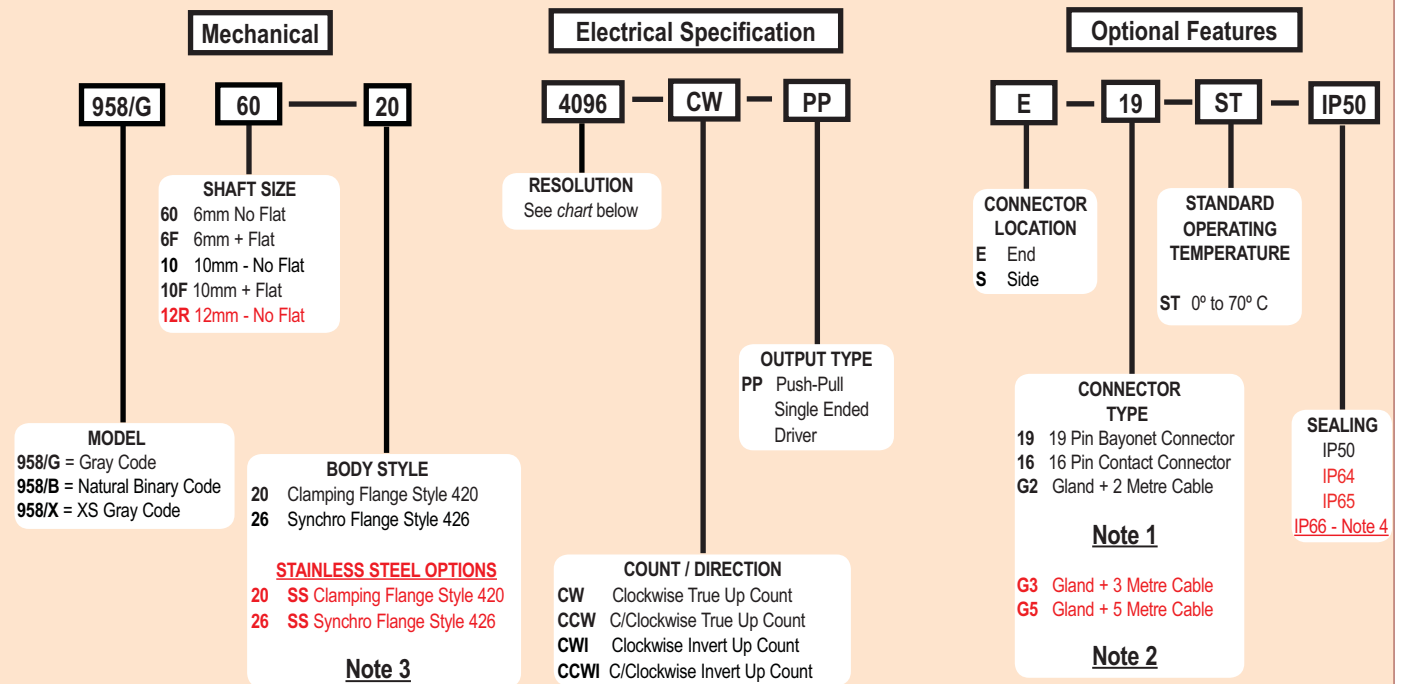 Mechanical
Electrical Specification
Optional Features
958/G
60
20
4096
CW
PP
E
19
ST
IP50
SHAFT SIZE
60 6mm No Flat
6F 6mm + Flat
10 10mm - No Flat
10F 10mm + Flat
12R 12mm - No Flat
RESOLUTION
See chart below
CONNECTOR
LOCATION
E End
S Side
STANDARD
OPERATING
TEMPERATURE
ST 0º to 70º C
OUTPUT TYPE
PP Push-Pull
Single Ended
Driver
MODEL
958/G = Gray Code
958/B = Natural Binary Code
958/X = XS Gray Code
BODY STYLE
20 Clamping Flange Style 420
26 Synchro Flange Style 426
STAINLESS STEEL OPTIONS
20 SS Clamping Flange Style 420
26 SS Synchro Flange Style 426
Note 3
COUNT / DIRECTION
CW Clockwise True Up Count
CCW C/Clockwise True Up Count
CWI Clockwise Invert Up Count
CCWI C/Clockwise Invert Up Count
CONNECTOR
TYPE
19 19 Pin Bayonet Connector
16 16 Pin Contact Connector
G2 Gland + 2 Metre Cable
Note 1
G3 Gland + 3 Metre Cable
G5 Gland + 5 Metre Cable
Note 2
SEALING
IP50
IP64
IP65
IP66 - Note 4